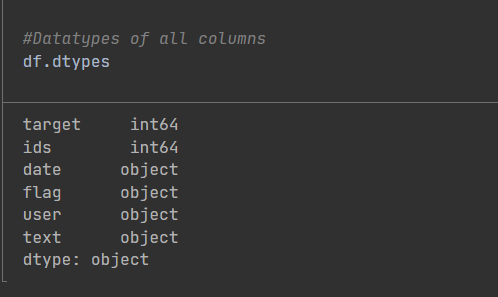 #Datatypes of all columns
df.dtypes
target     int64
ids        int64
date      object
flag      object
user      object
text      object
dtype: object